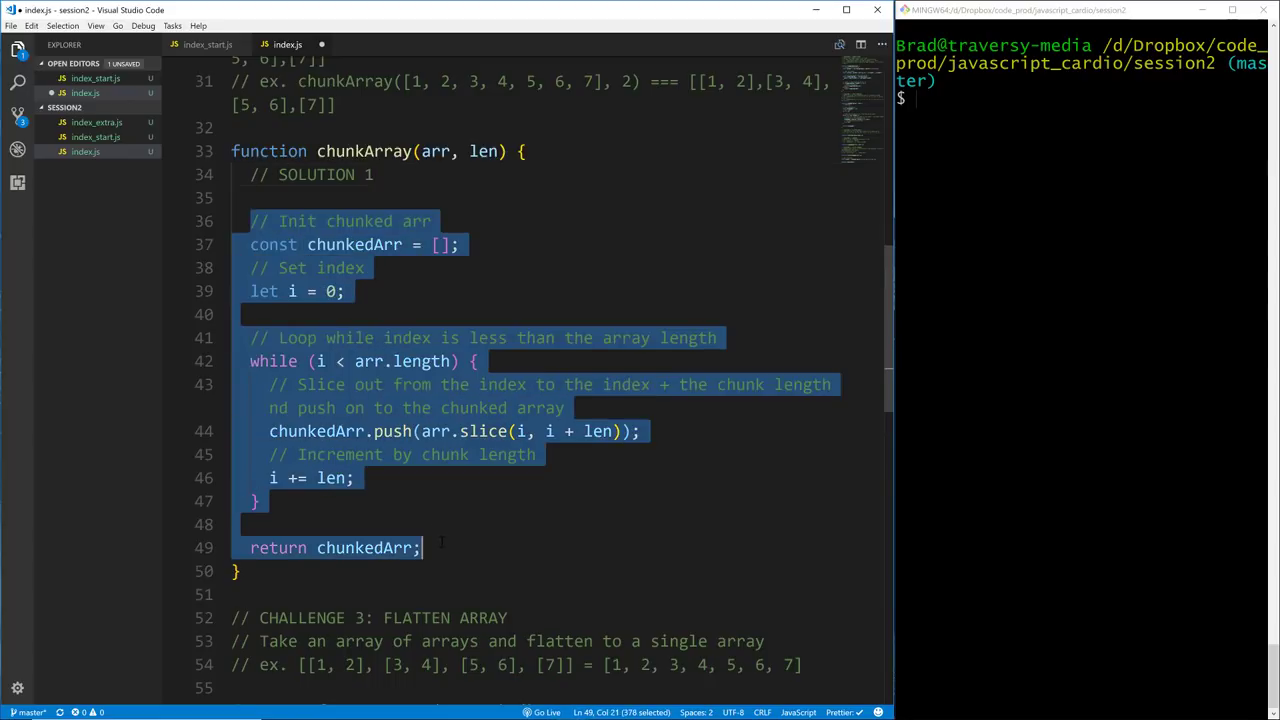 index.js - session2 - Visual Studio Code
File Edit Selection View Go Debug Tasks Help
EXPLORER
OPEN EDITORS 1 UNSAVED
index_start.js U
index.js U
SESSION2
index_extra.js U
index_start.js U
index.js U
index_start.js
index.js
5, 6],[7]]
31 2, 3, 4, 5, 6, 7], 2) === [[1, 2],[3, 4],
[5, 6],[7]]
32
33 chunkArray(arr, len) {
34 // SOLUTION 1
35
36 // Init chunked arr
37 const chunkedArr = [];
38 // Set index
39 let i = 0;
40
41 // Loop while index is less than the array length
42 while (i < arr.length) {
43 // Slice out from the index to the index + the chunk length
nd push on to the chunked array
44 chunkedArr.push(arr.slice(i, i + len));
45 // Increment by chunk length
46 i += len;
47 }
48
49 return chunkedArr;
50 }
51
52 // CHALLENGE 3: FLATTEN ARRAY
53 // Take an array of arrays and flatten to a single array
54 // ex. [[1, 2], [3, 4], [5, 6], [7]] = [1, 2, 3, 4, 5, 6, 7]
55
master* 0 0
Ln 49, Col 21 (378 selected) Spaces: 2 UTF-8 CRLF JavaScript Prettier: ✓
Go Live
MINGW64:/d/Dropbox/code_prod/javascript_cardio/session2
Brad@traversy-media /d/Dropbox/code_
prod/javascript_cardio/session2 (mas
ter)
$